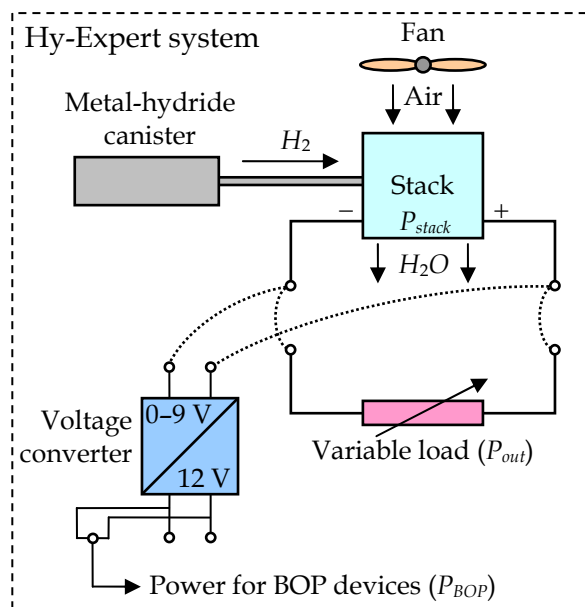 Hy-Expert system
Fan
Air
Metal-hydride
canister
H2
Stack
− Pstack +
H2O
0–9 V
12 V
Voltage
converter
Variable load (Pout)
Power for BOP devices (PBOP)